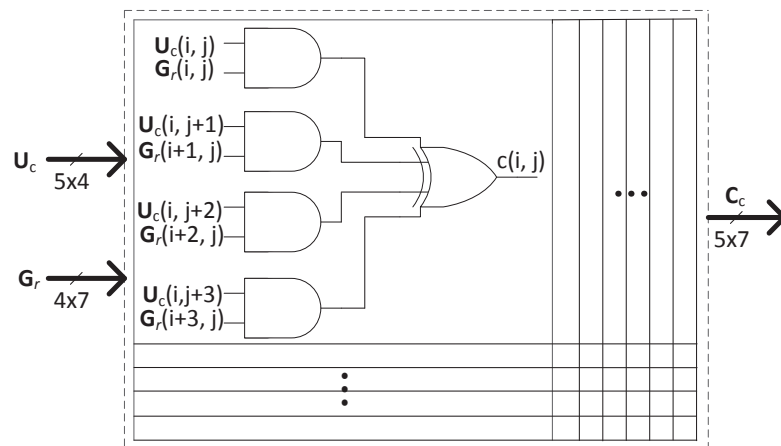 U_c(i, j)
G_r(i, j)
U_c(i, j+1)
G_r(i+1, j)
U_c(i, j+2)
G_r(i+2, j)
U_c(i,j+3)
G_r(i+3, j)
c(i, j)
U_c
5x4
G_r
4x7
C_c
5x7